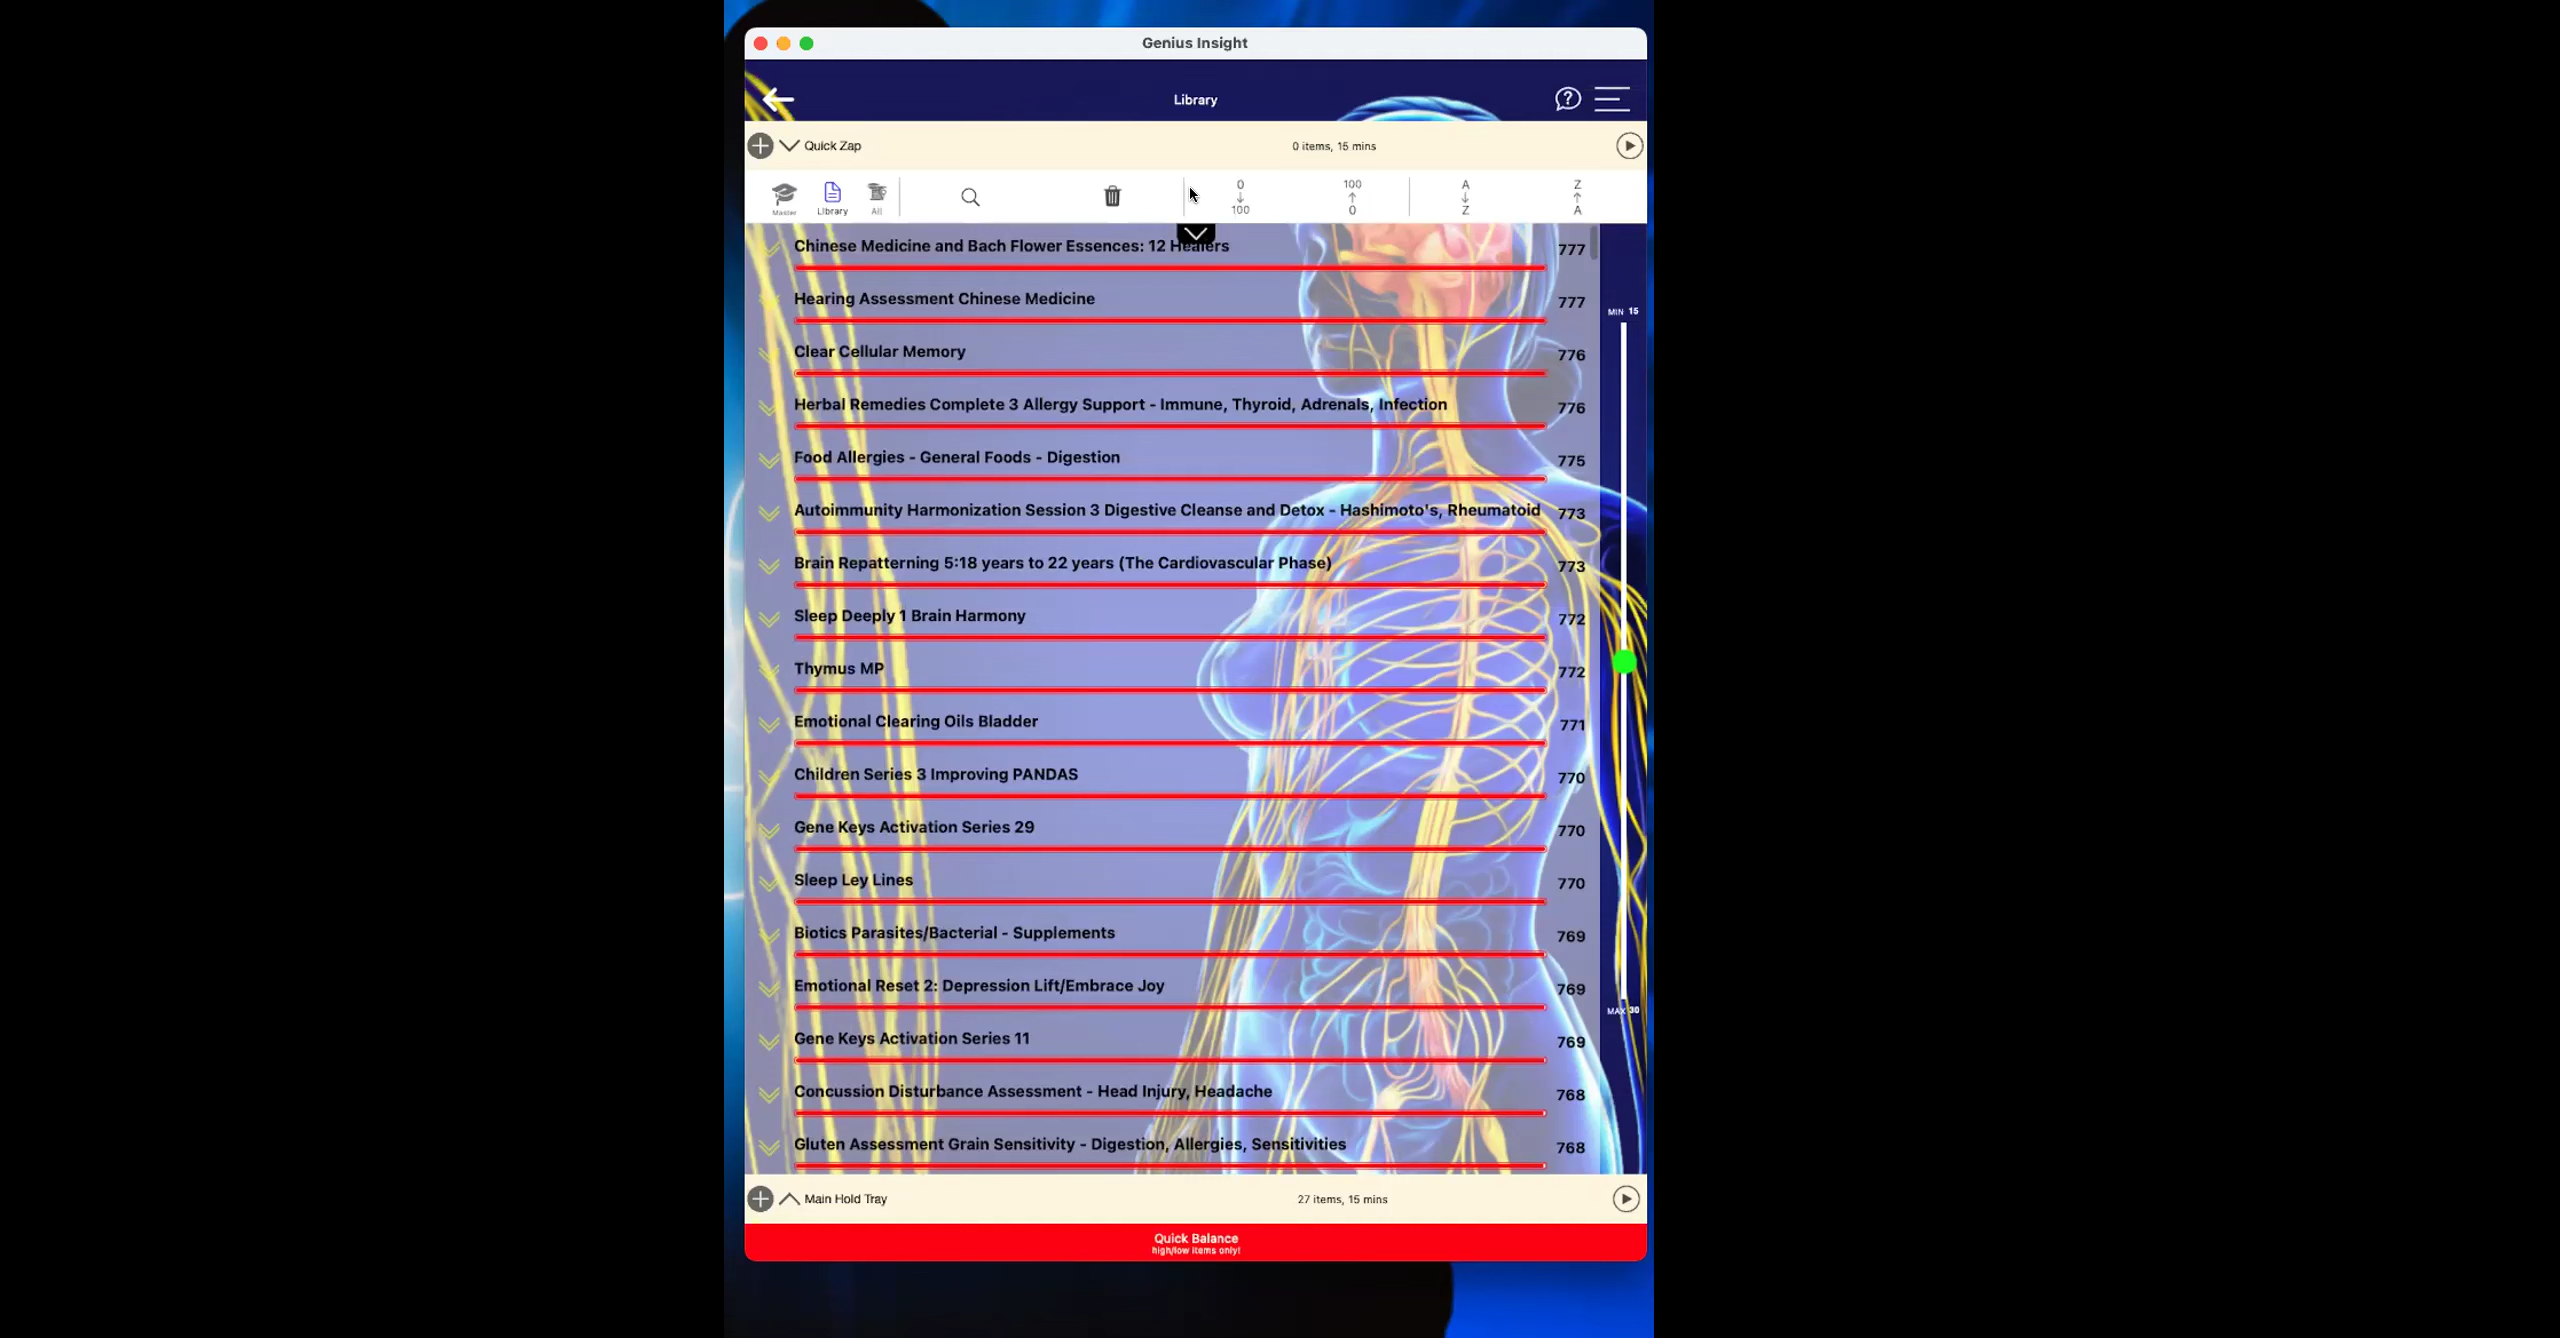 Genius Insight
Library
Quick Zap
0 items, 15 mins
Master
Library
All
0
100
100
0
A
Z
Z
A
Chinese Medicine and Bach Flower Essences: 12 Healers 777
Hearing Assessment Chinese Medicine 777
MIN 15
Clear Cellular Memory 776
Herbal Remedies Complete 3 Allergy Support - Immune, Thyroid, Adrenals, Infection 776
Food Allergies - General Foods - Digestion 775
Autoimmunity Harmonization Session 3 Digestive Cleanse and Detox - Hashimoto's, Rheumatoid 773
Brain Repatterning 5:18 years to 22 years (The Cardiovascular Phase) 773
Sleep Deeply 1 Brain Harmony 772
Thymus MP 772
Emotional Clearing Oils Bladder 771
Children Series 3 Improving PANDAS 770
Gene Keys Activation Series 29 770
Sleep Ley Lines 770
Biotics Parasites/Bacterial - Supplements 769
Emotional Reset 2: Depression Lift/Embrace Joy 769
MAX 30
Gene Keys Activation Series 11 769
Concussion Disturbance Assessment - Head Injury, Headache 768
Gluten Assessment Grain Sensitivity - Digestion, Allergies, Sensitivities 768
Main Hold Tray
27 items, 15 mins
Quick Balance
high/low items only!